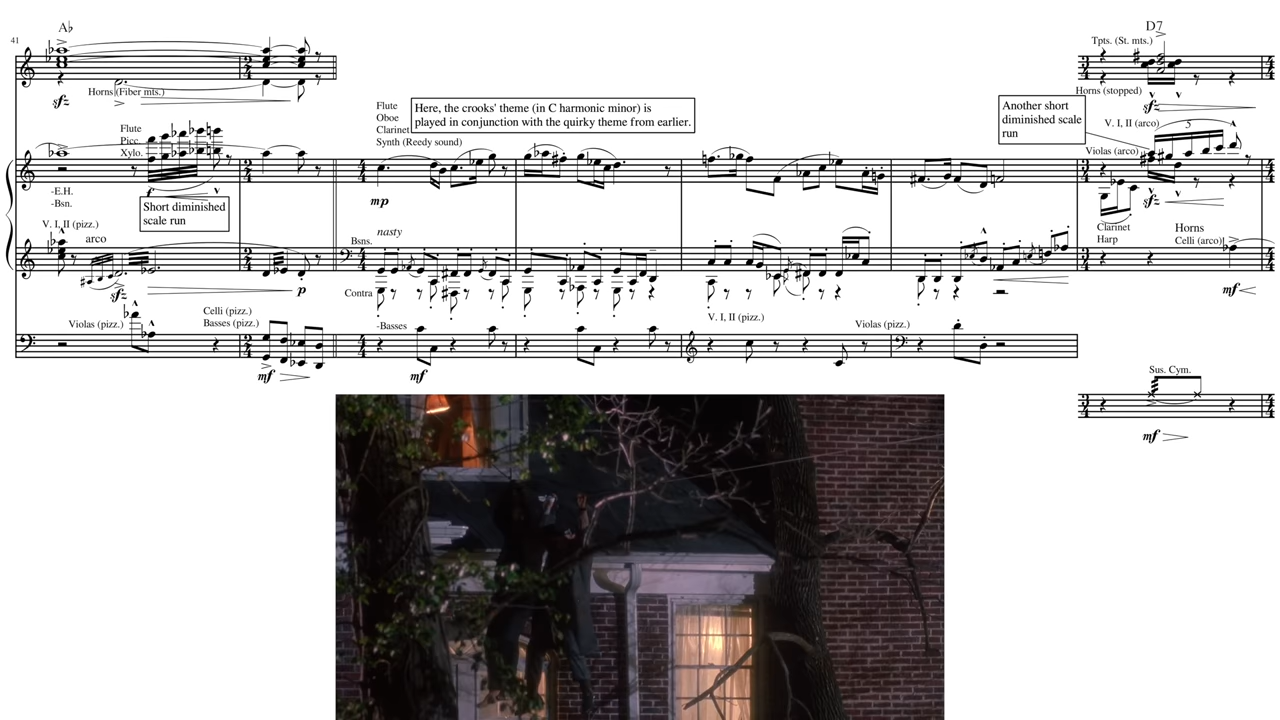 A♭
D7
41
Tpts. (St. mts.)
Horns (Fiber mts.)
sfz
Horns (stopped)
sfz
Flute
Picc.
Xylo.
f
Flute
Oboe
Clarinet
Synth (Reedy sound)
Here, the crooks' theme (in C harmonic minor) is
played in conjunction with the quirky theme from earlier.
Another short
diminished scale
run
V. I, II (arco)
5
Violas (arco)
-E.H.
-Bsn.
Short diminished
scale run
mp
sfz
V. I, II (pizz.)
arco
nasty
Bsns.
Clarinet
Harp
Horns
Celli (arco)
sfz
p
Contra
mf
Violas (pizz.)
Celli (pizz.)
Basses (pizz.)
-Basses
V. I, II (pizz.)
Violas (pizz.)
mf
mf
Sus. Cym.
mf